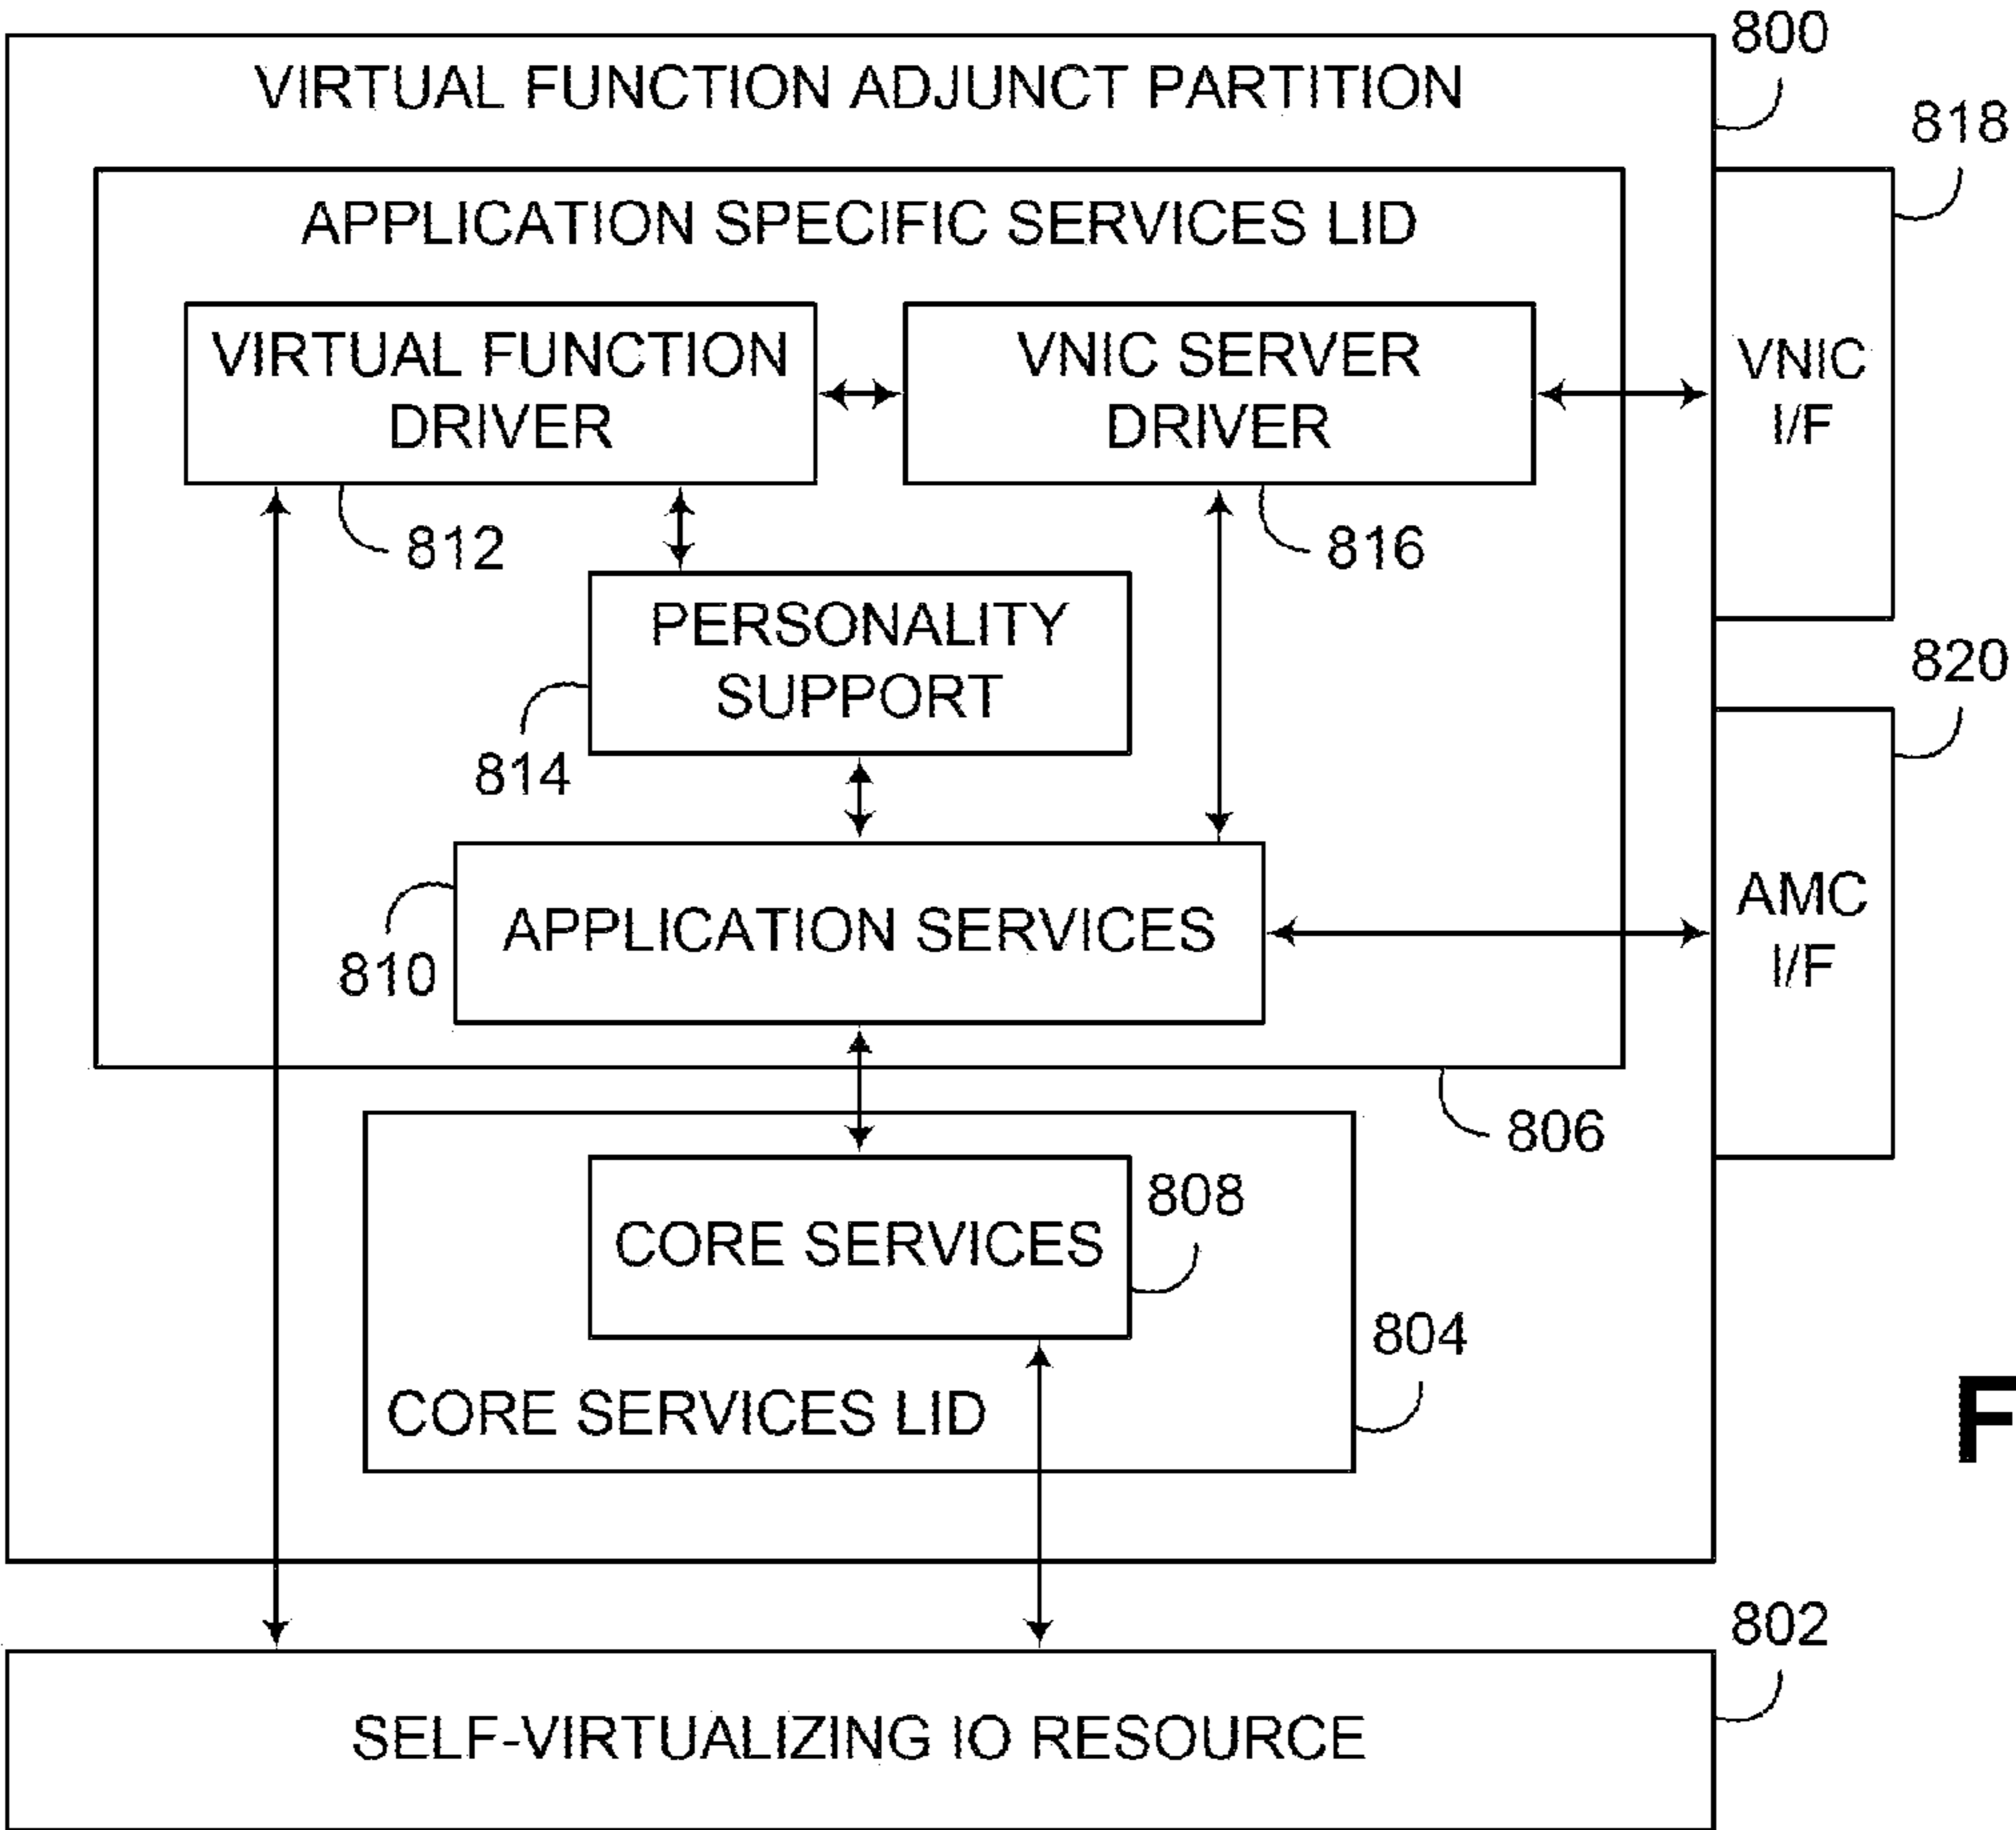 800
VIRTUAL FUNCTION ADJUNCT PARTITION
818
APPLICATION SPECIFIC SERVICES LID
VIRTUAL FUNCTION
DRIVER
VNIC SERVER
DRIVER
VNIC
I/F
812
816
PERSONALITY
SUPPORT
820
814
APPLICATION SERVICES
AMC
I/F
810
806
808
CORE SERVICES
804
CORE SERVICES LID
F
802
SELF-VIRTUALIZING IO RESOURCE